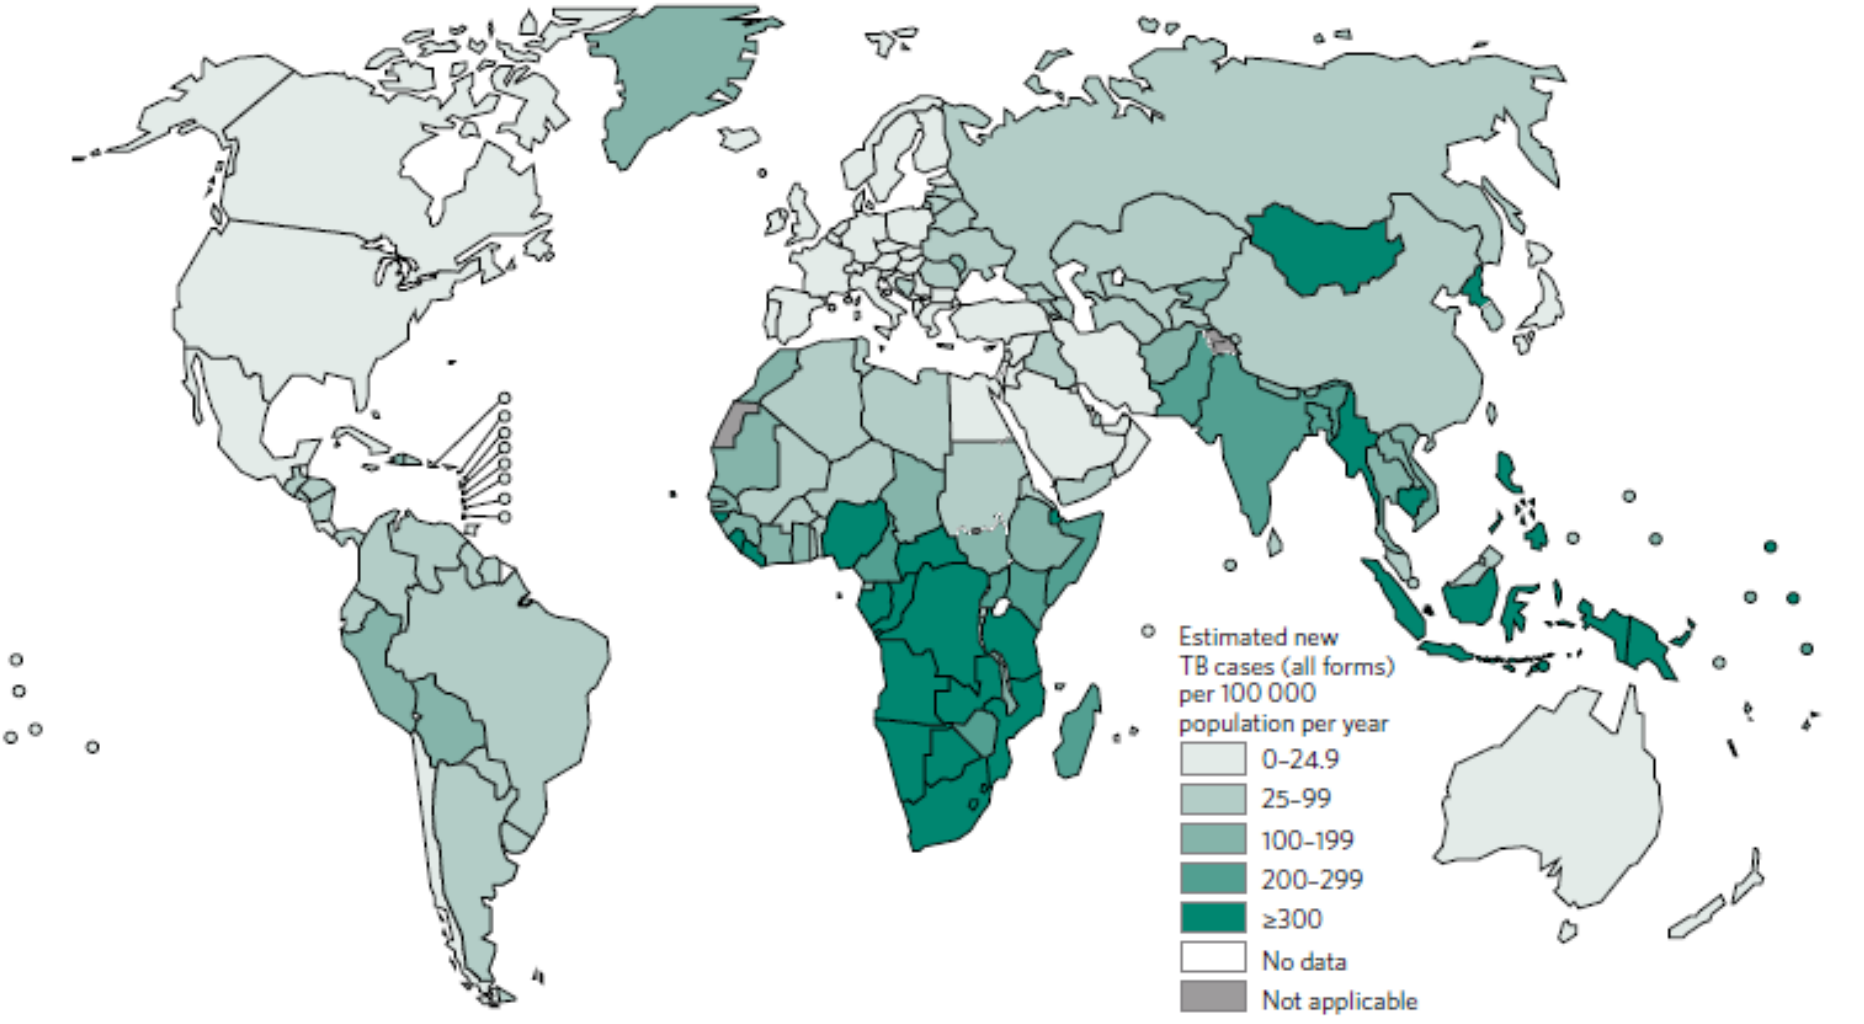 Estimated new
TB cases (all forms)
per 100 000
population per year
0–24.9
25–99
100–199
200–299
≥300
No data
Not applicable